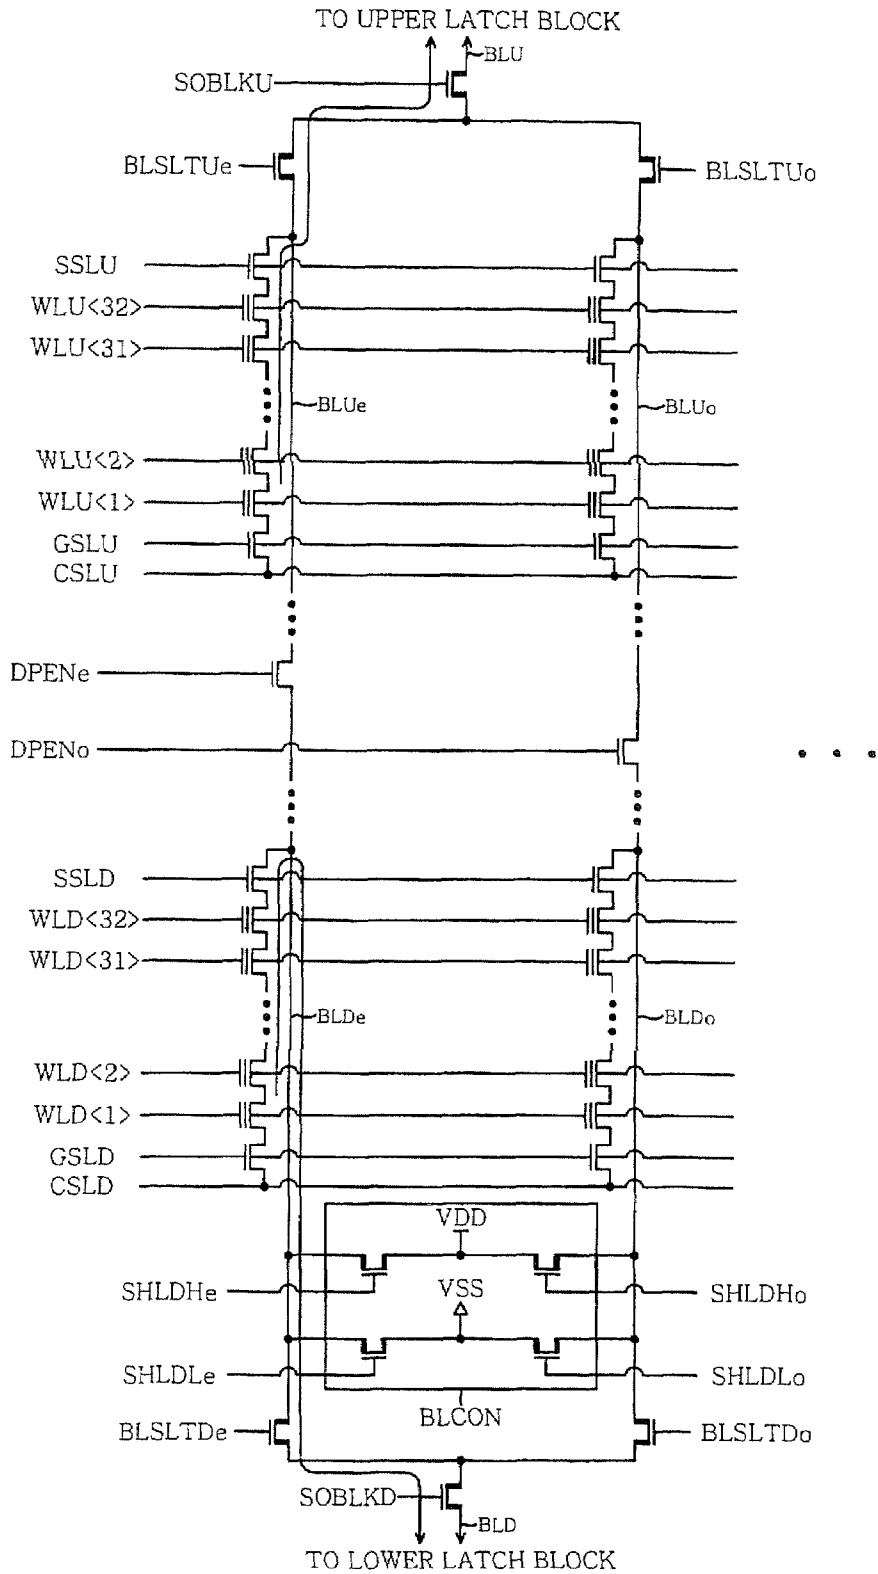 TO UPPER LATCH BLOCK
BLU
SOBLKU
BLSLTUe
BLSLTUo
SSLU
WLU<32>
WLU<31>
BLUe
BLUo
WLU<2>
WLU<1>
GSLU
CSLU
DPENe
DPENo
SSLD
WLD<32>
WLD<31>
BLDe
BLDo
WLD<2>
WLD<1>
GSLD
CSLD
VDD
SHLDHe
SHLDHo
VSS
SHLDLe
SHLDLo
BLCON
BLSLTDe
BLSLTDo
SOBLKD
BLD
TO LOWER LATCH BLOCK